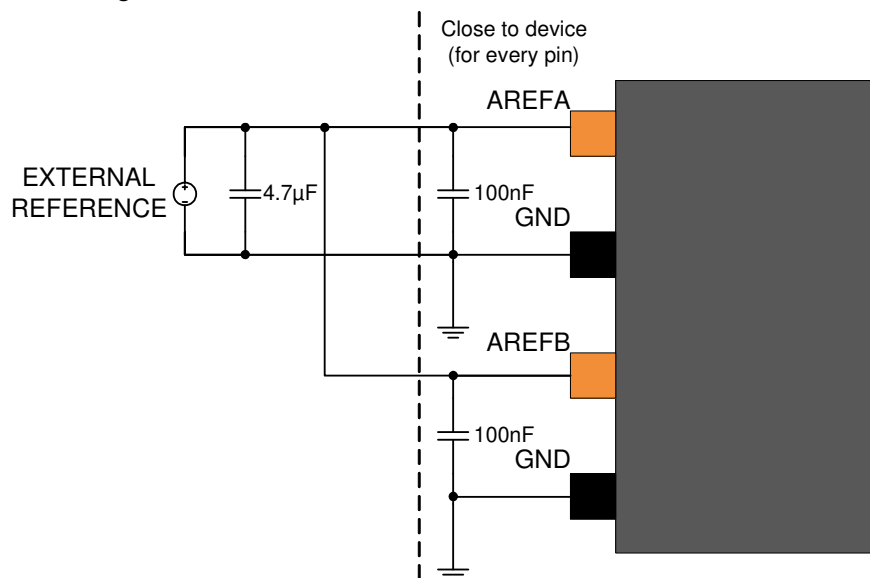 Close to device
(for every pin)
AREFA
EXTERNAL
REFERENCE
4.7µF
100nF
GND
AREFB
100nF
GND